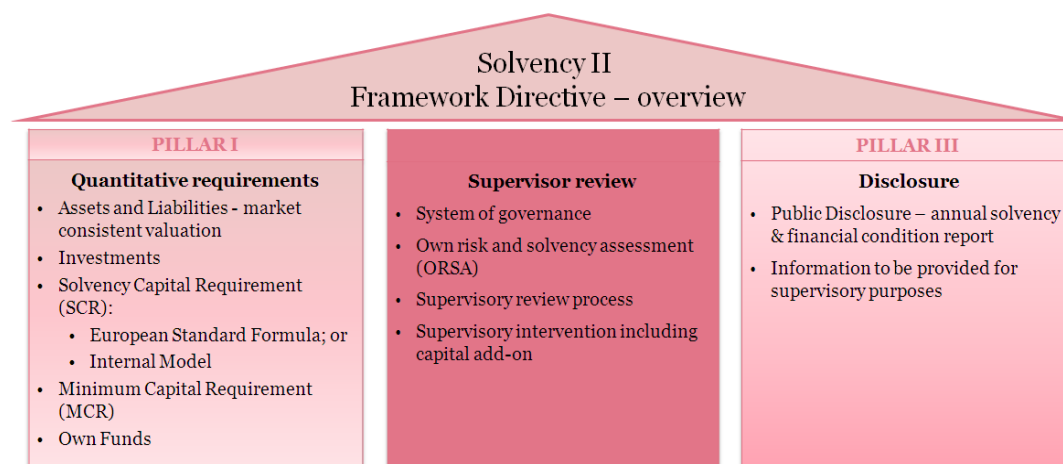 Solvency II
Framework Directive – overview
PILLAR I
Quantitative requirements
• Assets and Liabilities - market
consistent valuation
• Investments
• Solvency Capital Requirement
(SCR):
• European Standard Formula; or
• Internal Model
• Minimum Capital Requirement
(MCR)
• Own Funds
Supervisor review
• System of governance
• Own risk and solvency assessment
(ORSA)
• Supervisory review process
• Supervisory intervention including
capital add-on
PILLAR III
Disclosure
• Public Disclosure – annual solvency
& financial condition report
• Information to be provided for
supervisory purposes